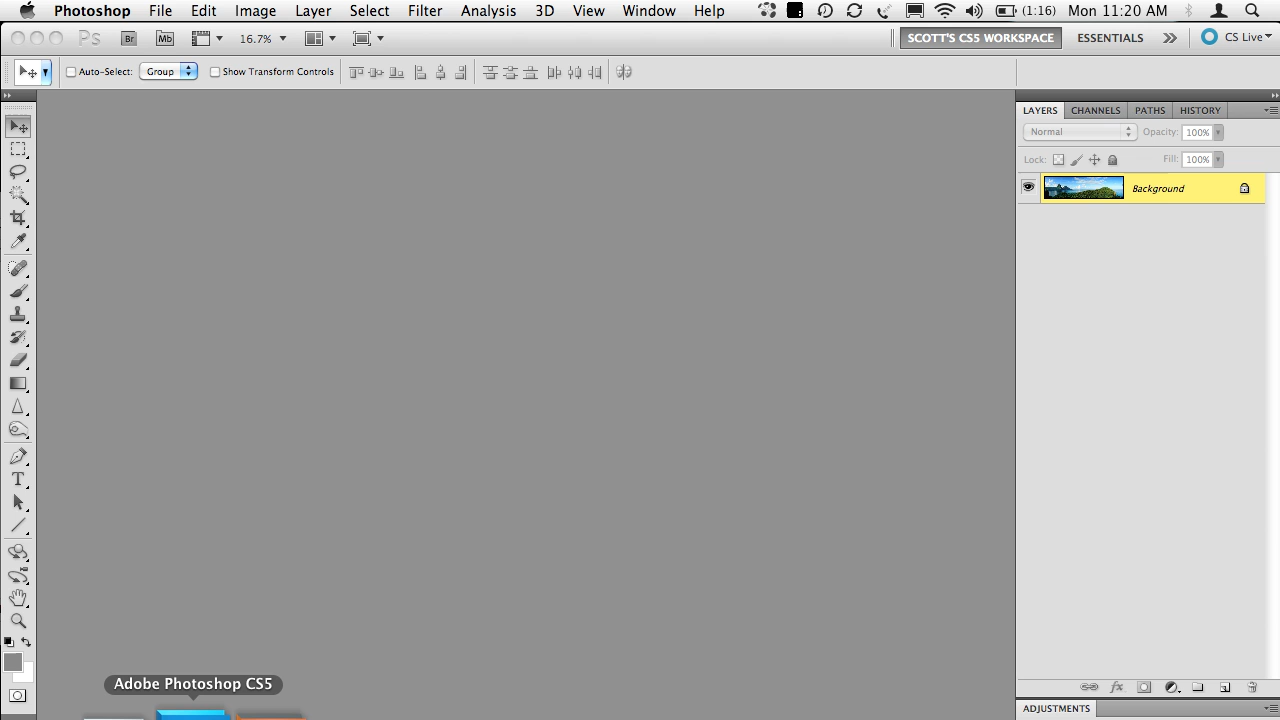 Photoshop File Edit Image Layer Select Filter Analysis 3D View Window Help (1:16) Mon 11:20 AM
Ps Br Mb 16.7% SCOTT'S CS5 WORKSPACE ESSENTIALS CS Live
Auto-Select: Group Show Transform Controls
LAYERS CHANNELS PATHS HISTORY
Normal Opacity: 100%
Lock: Fill: 100%
Background
T
fx
Adobe Photoshop CS5
ADJUSTMENTS